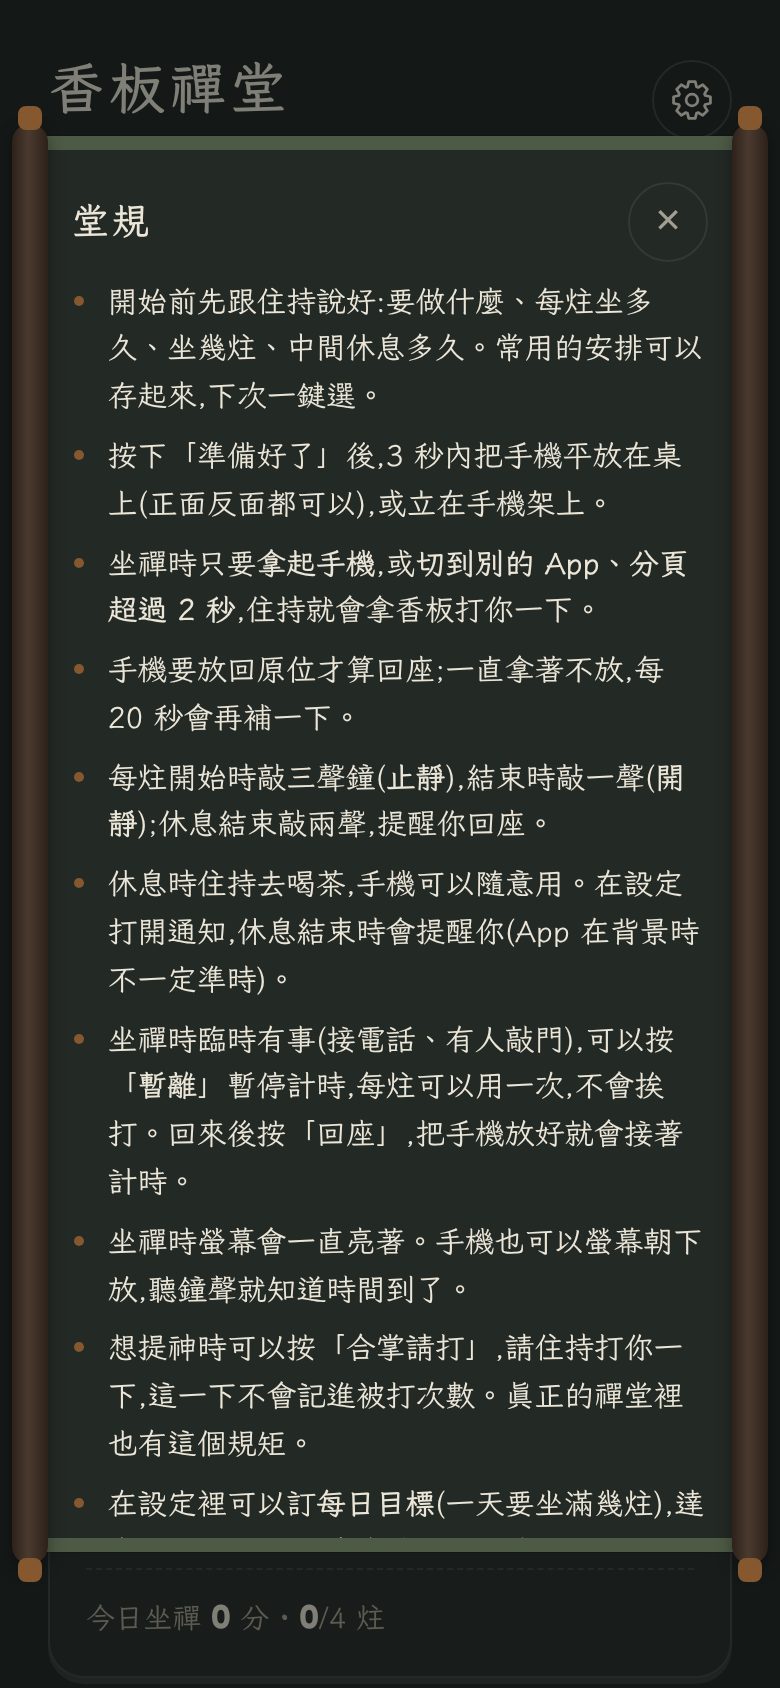 香板禪堂
堂規
開始前先跟住持說好:要做什麼、每炷坐多
久、坐幾炷、中間休息多久。常用的安排可以
存起來,下次一鍵選。
按下「準備好了」後,3 秒內把手機平放在桌
上(正面反面都可以),或立在手機架上。
坐禪時只要拿起手機,或切到別的 App、分頁
超過 2 秒,住持就會拿香板打你一下。
手機要放回原位才算回座;一直拿著不放,每
20 秒會再補一下。
每炷開始時敲三聲鐘(止靜),結束時敲一聲(開
靜);休息結束敲兩聲,提醒你回座。
休息時住持去喝茶,手機可以隨意用。在設定
打開通知,休息結束時會提醒你(App 在背景時
不一定準時)。
坐禪時臨時有事(接電話、有人敲門),可以按
「暫離」暫停計時,每炷可以用一次,不會挨
打。回來後按「回座」,把手機放好就會接著
計時。
坐禪時螢幕會一直亮著。手機也可以螢幕朝下
放,聽鐘聲就知道時間到了。
想提神時可以按「合掌請打」,請住持打你一
下,這一下不會記進被打次數。真正的禪堂裡
也有這個規矩。
在設定裡可以訂每日目標(一天要坐滿幾炷),達
今日坐禪 0 分・0/4 炷